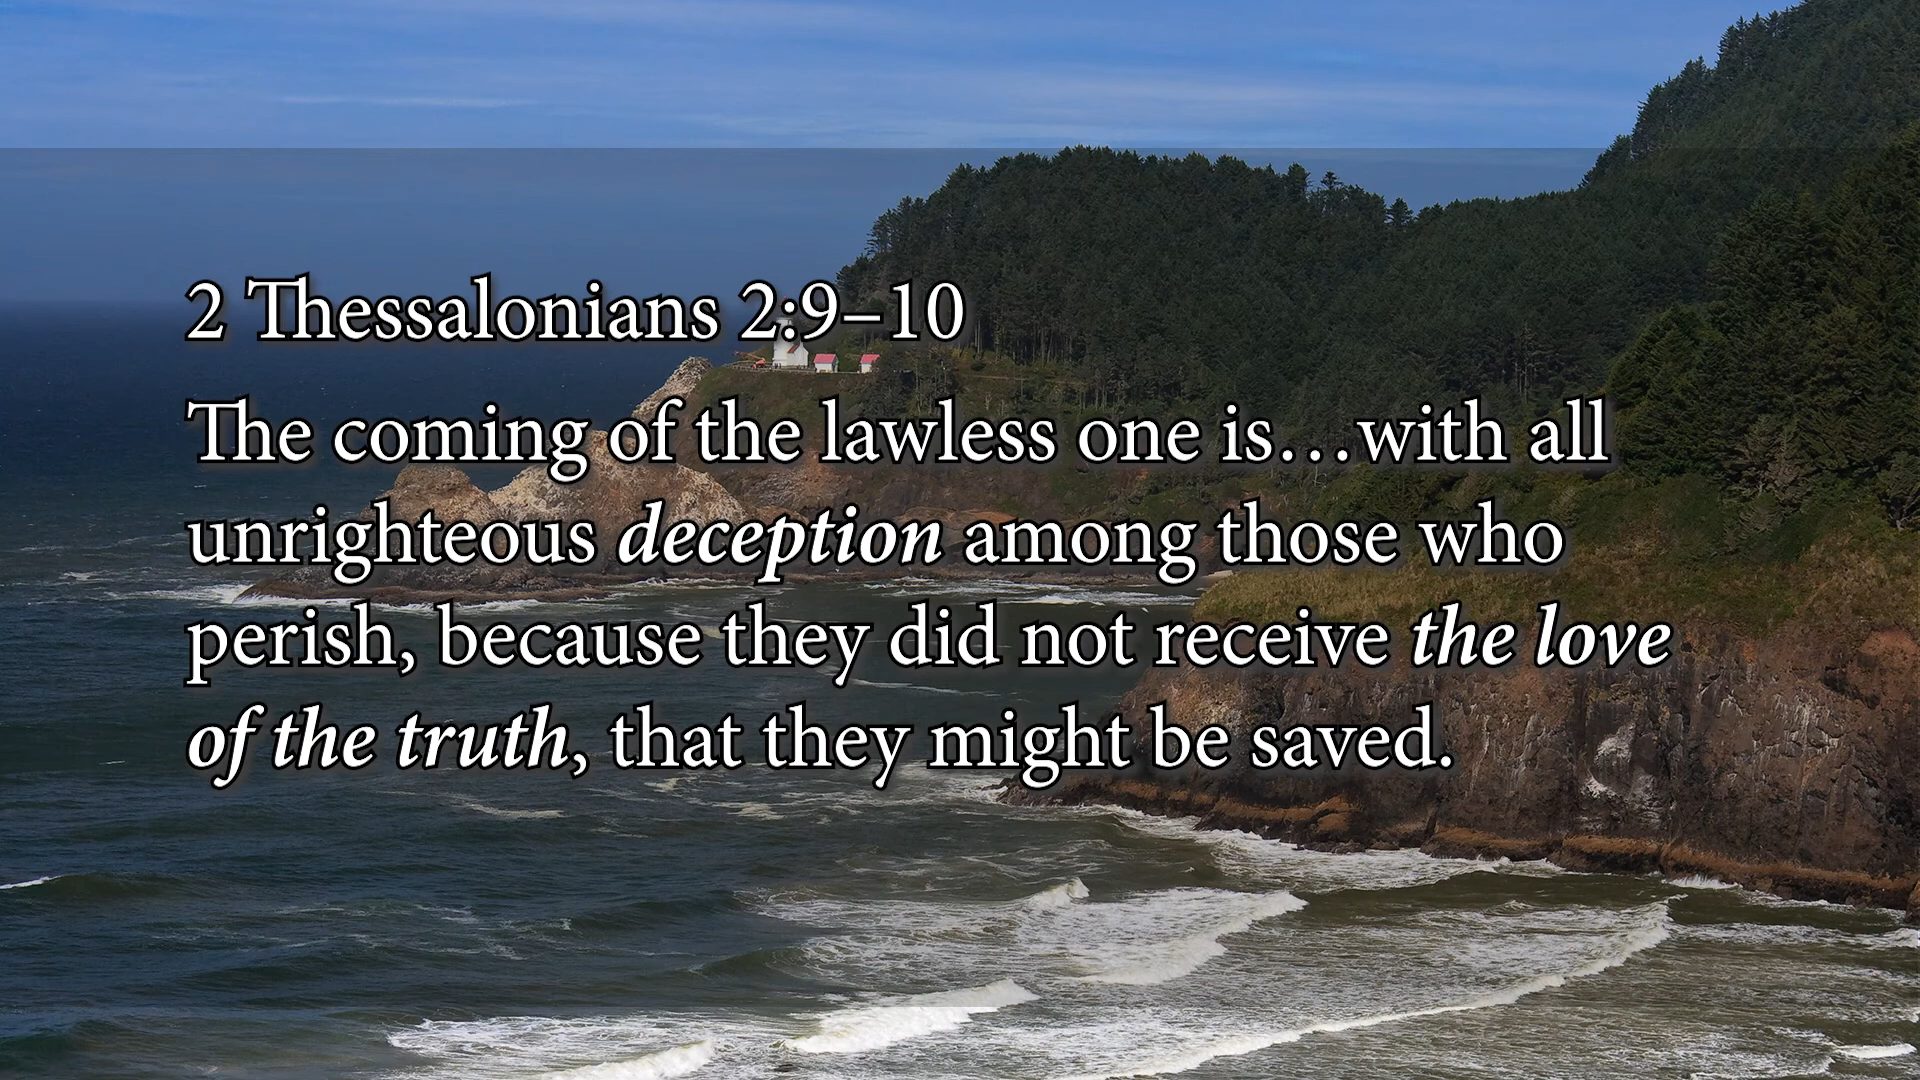 2 Thessalonians 2:9–10
The coming of the lawless one is…with all
unrighteous deception among those who
perish, because they did not receive the love
of the truth, that they might be saved.